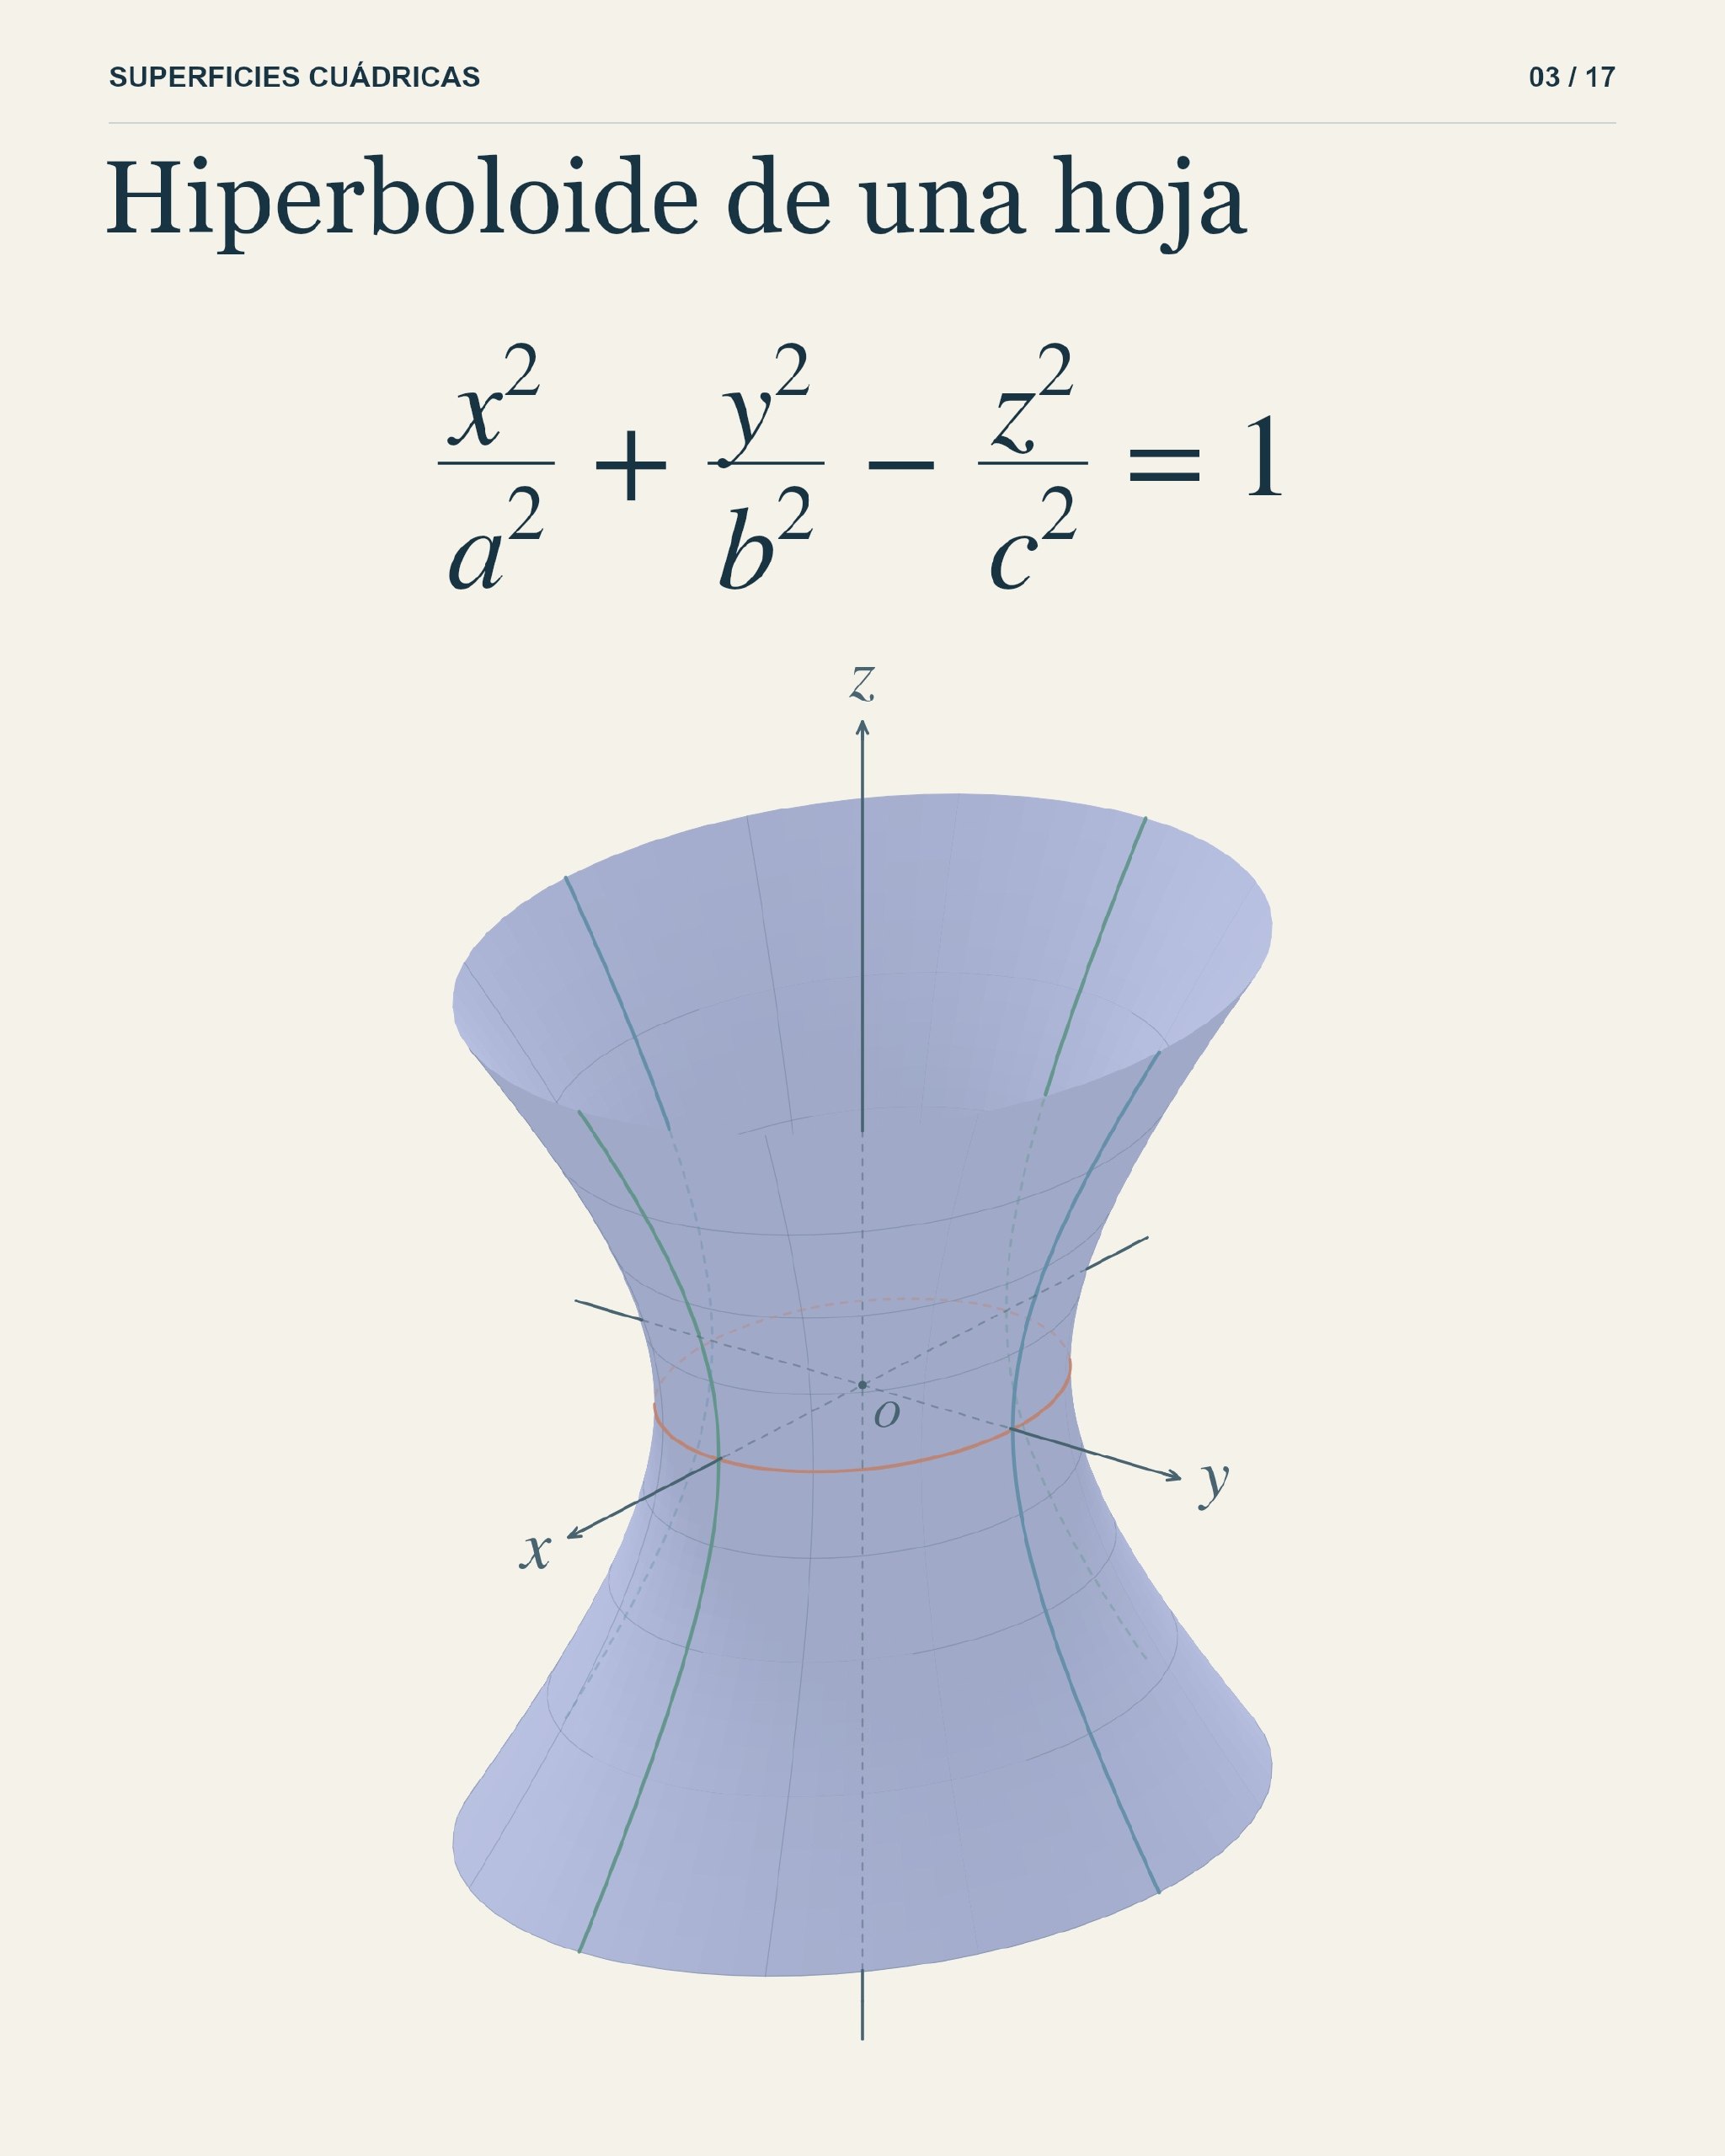 SUPERFICIES CUÁDRICAS
03 / 17
Hiperboloide de una hoja
x²/a² + y²/b² − z²/c² = 1
z
O
y
x